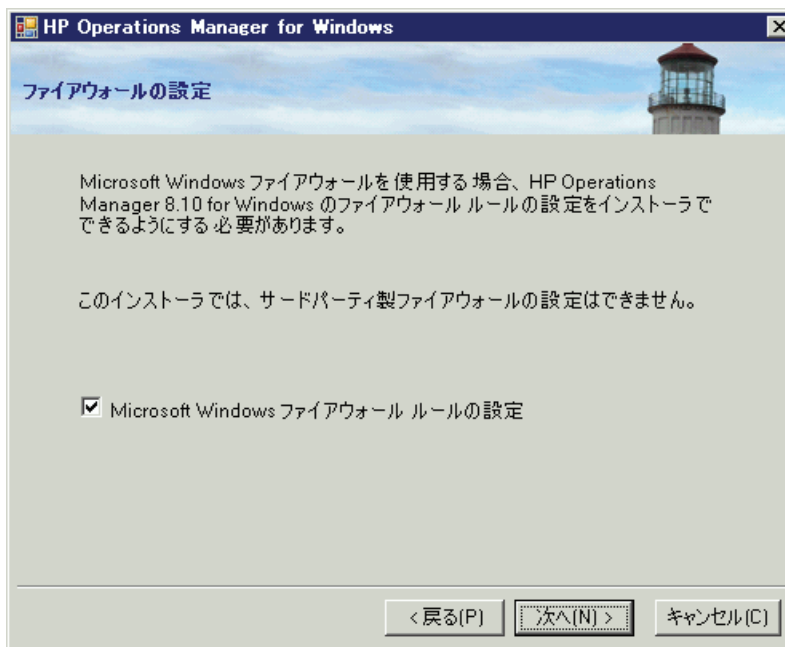 HP Operations Manager for Windows
ファイアウォールの設定
Microsoft Windows ファイアウォールを使用する場合、HP Operations
Manager 8.10 for Windows のファイアウォール ルールの設定をインストーラで
できるようにする必要があります。
このインストーラでは、サードパーティ製ファイアウォールの設定はできません。
Microsoft Windows ファイアウォール ルールの設定
< 戻る(P)
次へ(N) >
キャンセル(C)